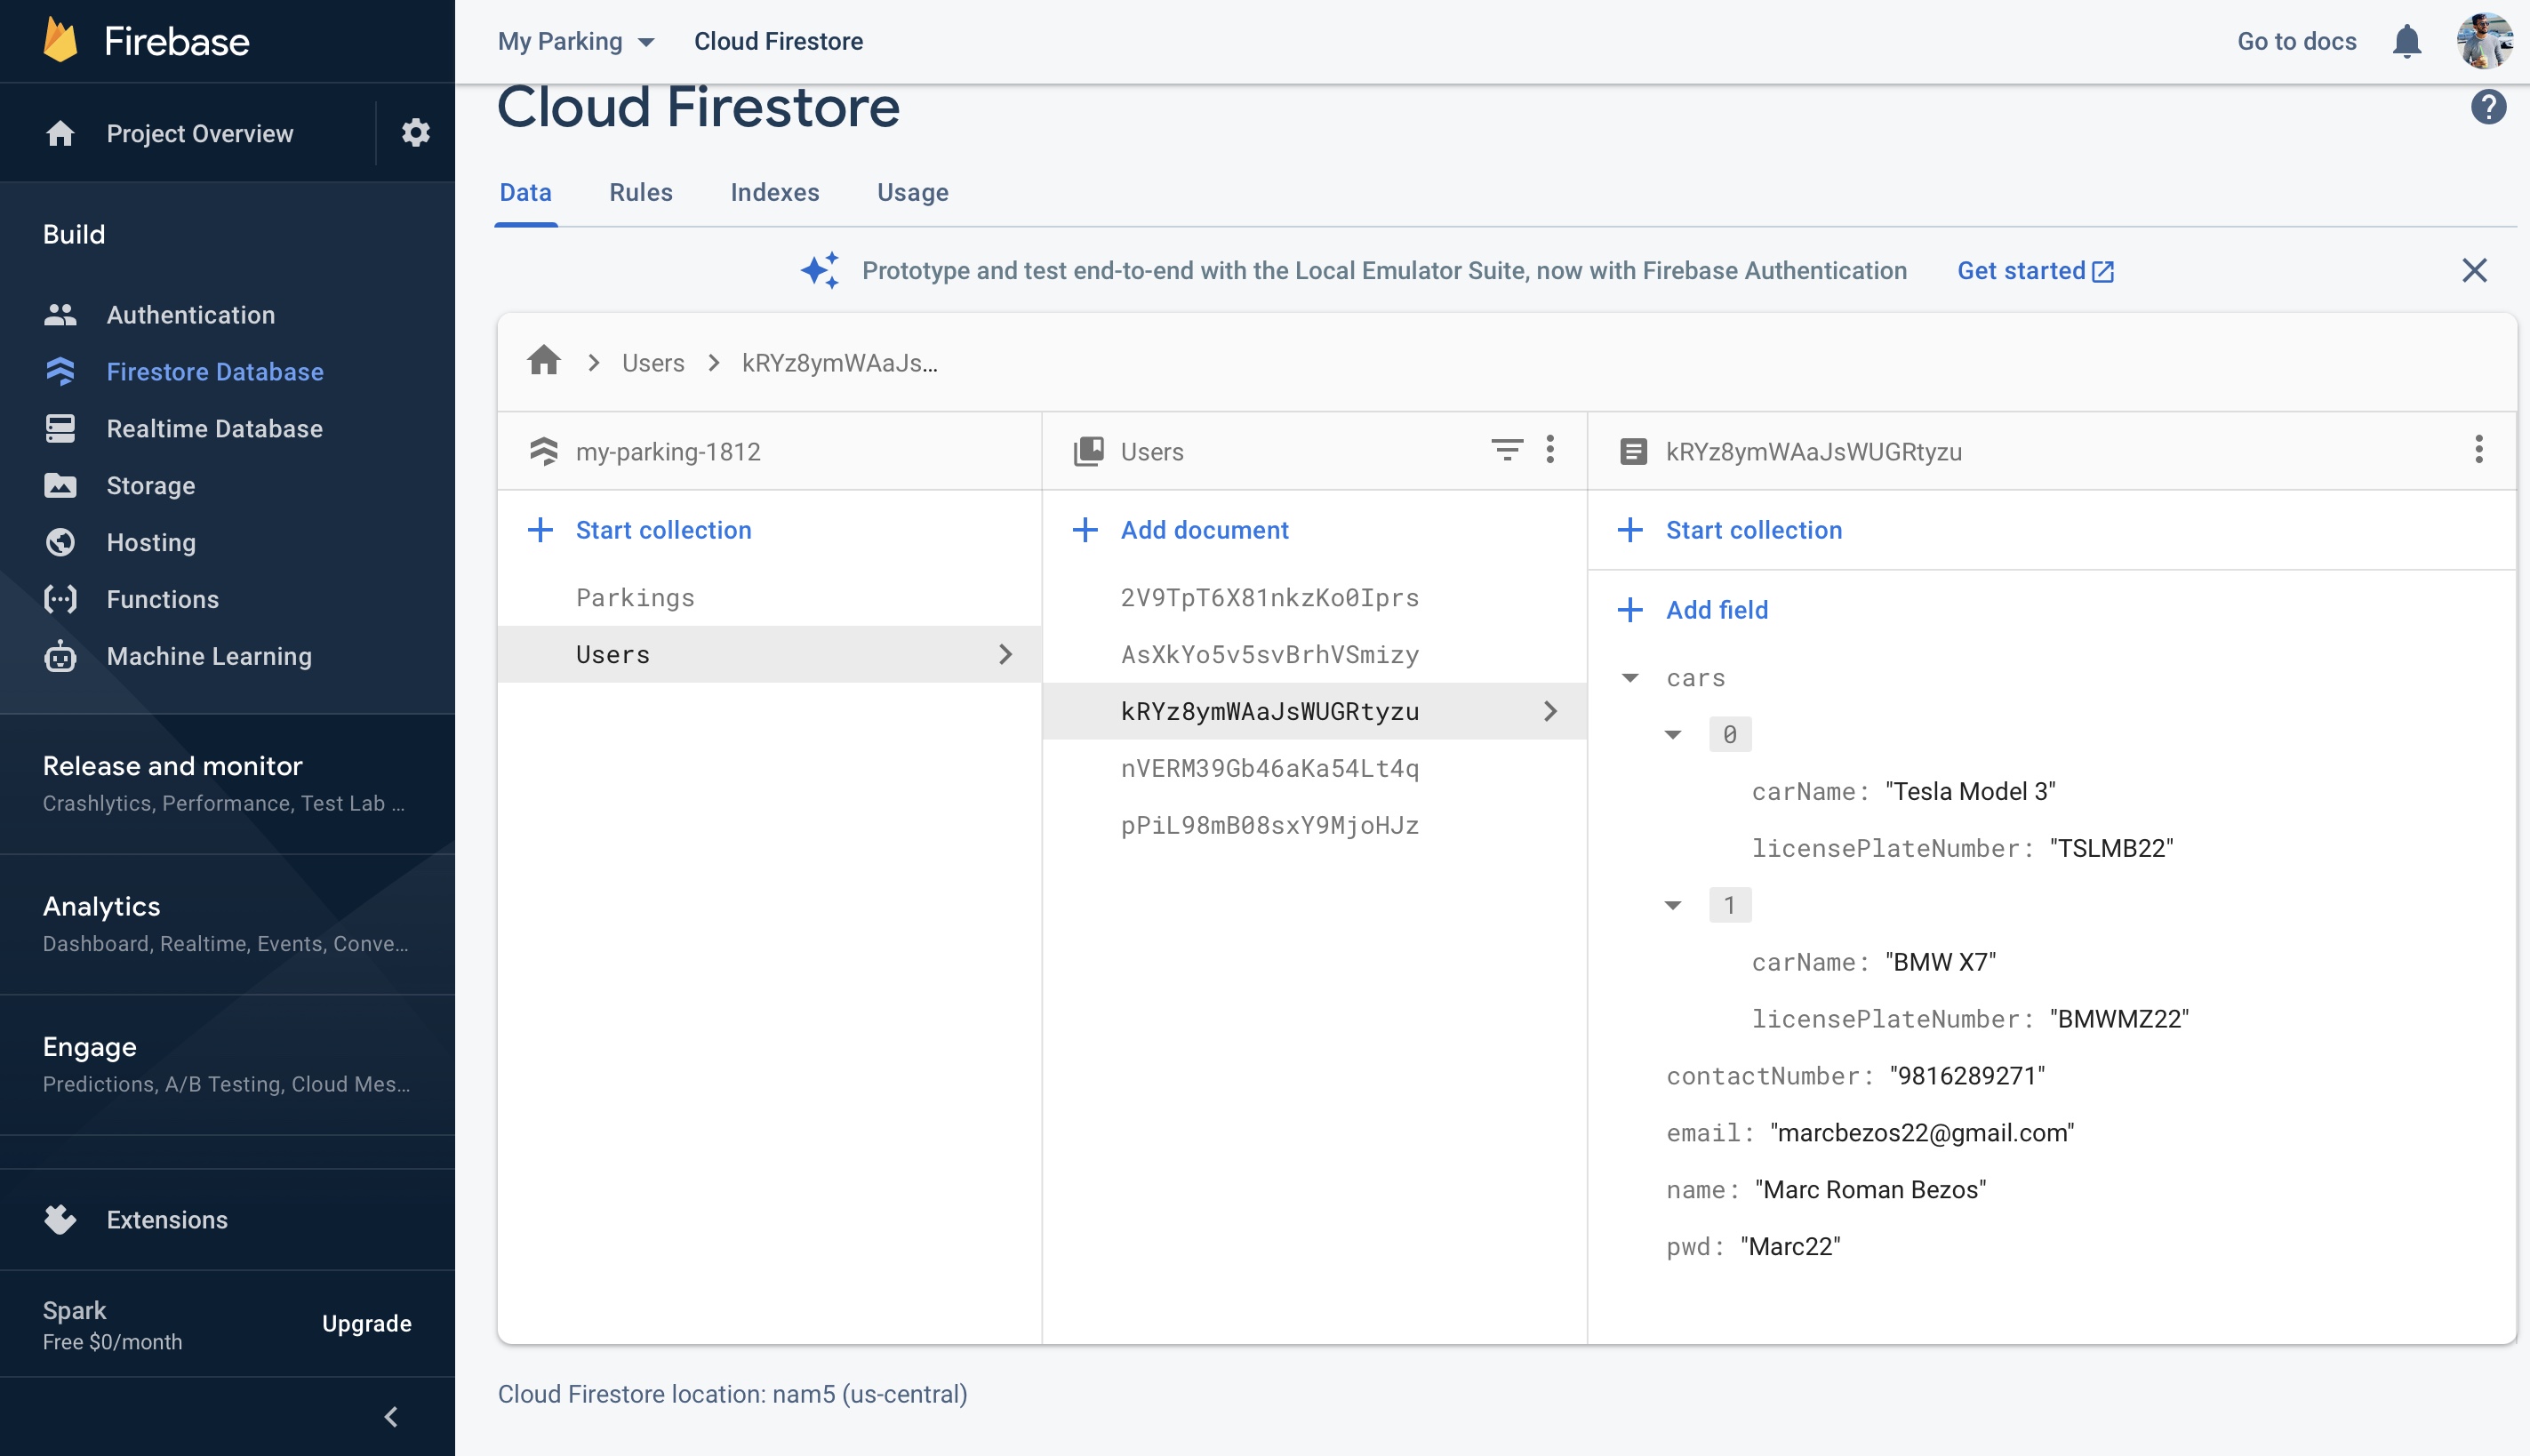 Firebase
Project Overview
Build
Authentication
Firestore Database
Realtime Database
Storage
Hosting
Functions
Machine Learning
Release and monitor
Crashlytics, Performance, Test Lab ...
Analytics
Dashboard, Realtime, Events, Conve...
Engage
Predictions, A/B Testing, Cloud Mes...
Extensions
Spark
Free $0/month
Upgrade
My Parking
Cloud Firestore
Go to docs
Cloud Firestore
Data
Rules
Indexes
Usage
Prototype and test end-to-end with the Local Emulator Suite, now with Firebase Authentication
Get started
Users
kRYz8ymWAaJs...
my-parking-1812
Start collection
Parkings
Users
Users
Add document
2V9TpT6X81nkzKo0Iprs
AsXkYo5v5svBrhVSmizy
kRYz8ymWAaJsWUGRtyzu
nVERM39Gb46aKa54Lt4q
pPiL98mB08sxY9MjoHJz
kRYz8ymWAaJsWUGRtyzu
Start collection
Add field
cars
0
carName: "Tesla Model 3"
licensePlateNumber: "TSLMB22"
1
carName: "BMW X7"
licensePlateNumber: "BMWMZ22"
contactNumber: "9816289271"
email: "marcbezos22@gmail.com"
name: "Marc Roman Bezos"
pwd: "Marc22"
Cloud Firestore location: nam5 (us-central)